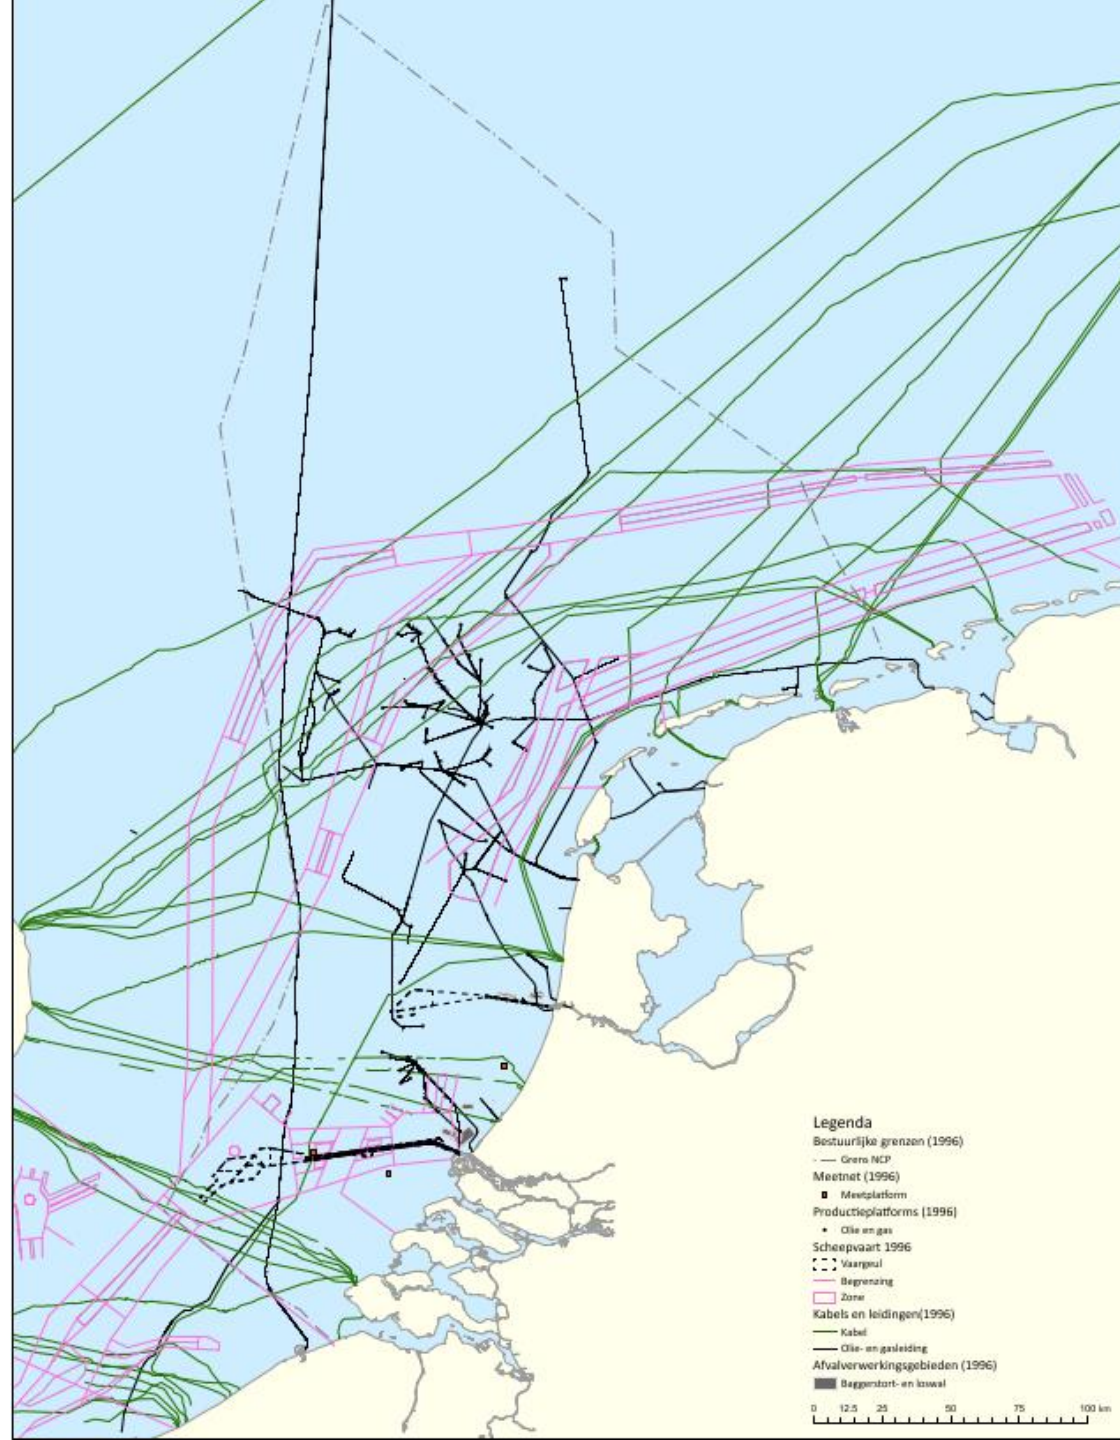 Legenda
Bestuurlijke grenzen (1996)
Grens NCP
Meetnet (1996)
Meetplatform
Productieplatforms (1996)
Olie en gas
Scheepvaart 1996
Vaargeul
Begrenzing
Zone
Kabels en leidingen(1996)
Kabel
Olie- en gasleiding
Afvalverwerkingsgebieden (1996)
Baggerstort- en loswal
0 12.5 25 50 75 100 km